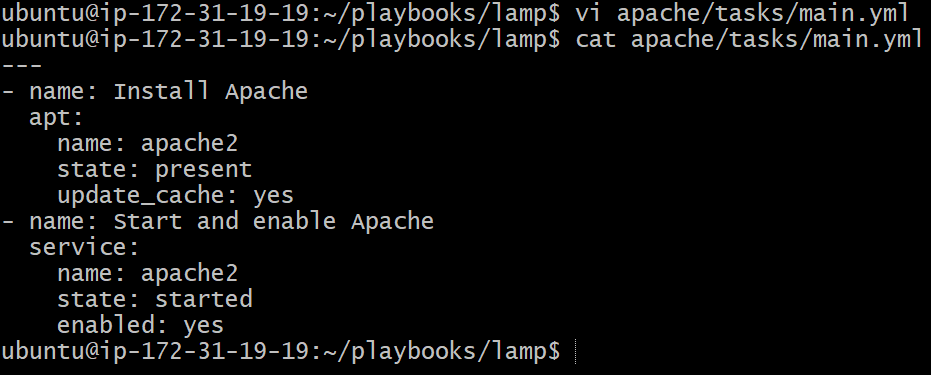 ubuntu@ip-172-31-19-19:~/playbooks/lamp$ vi apache/tasks/main.yml
ubuntu@ip-172-31-19-19:~/playbooks/lamp$ cat apache/tasks/main.yml
---
- name: Install Apache
  apt:
    name: apache2
    state: present
    update_cache: yes
- name: Start and enable Apache
  service:
    name: apache2
    state: started
    enabled: yes
ubuntu@ip-172-31-19-19:~/playbooks/lamp$